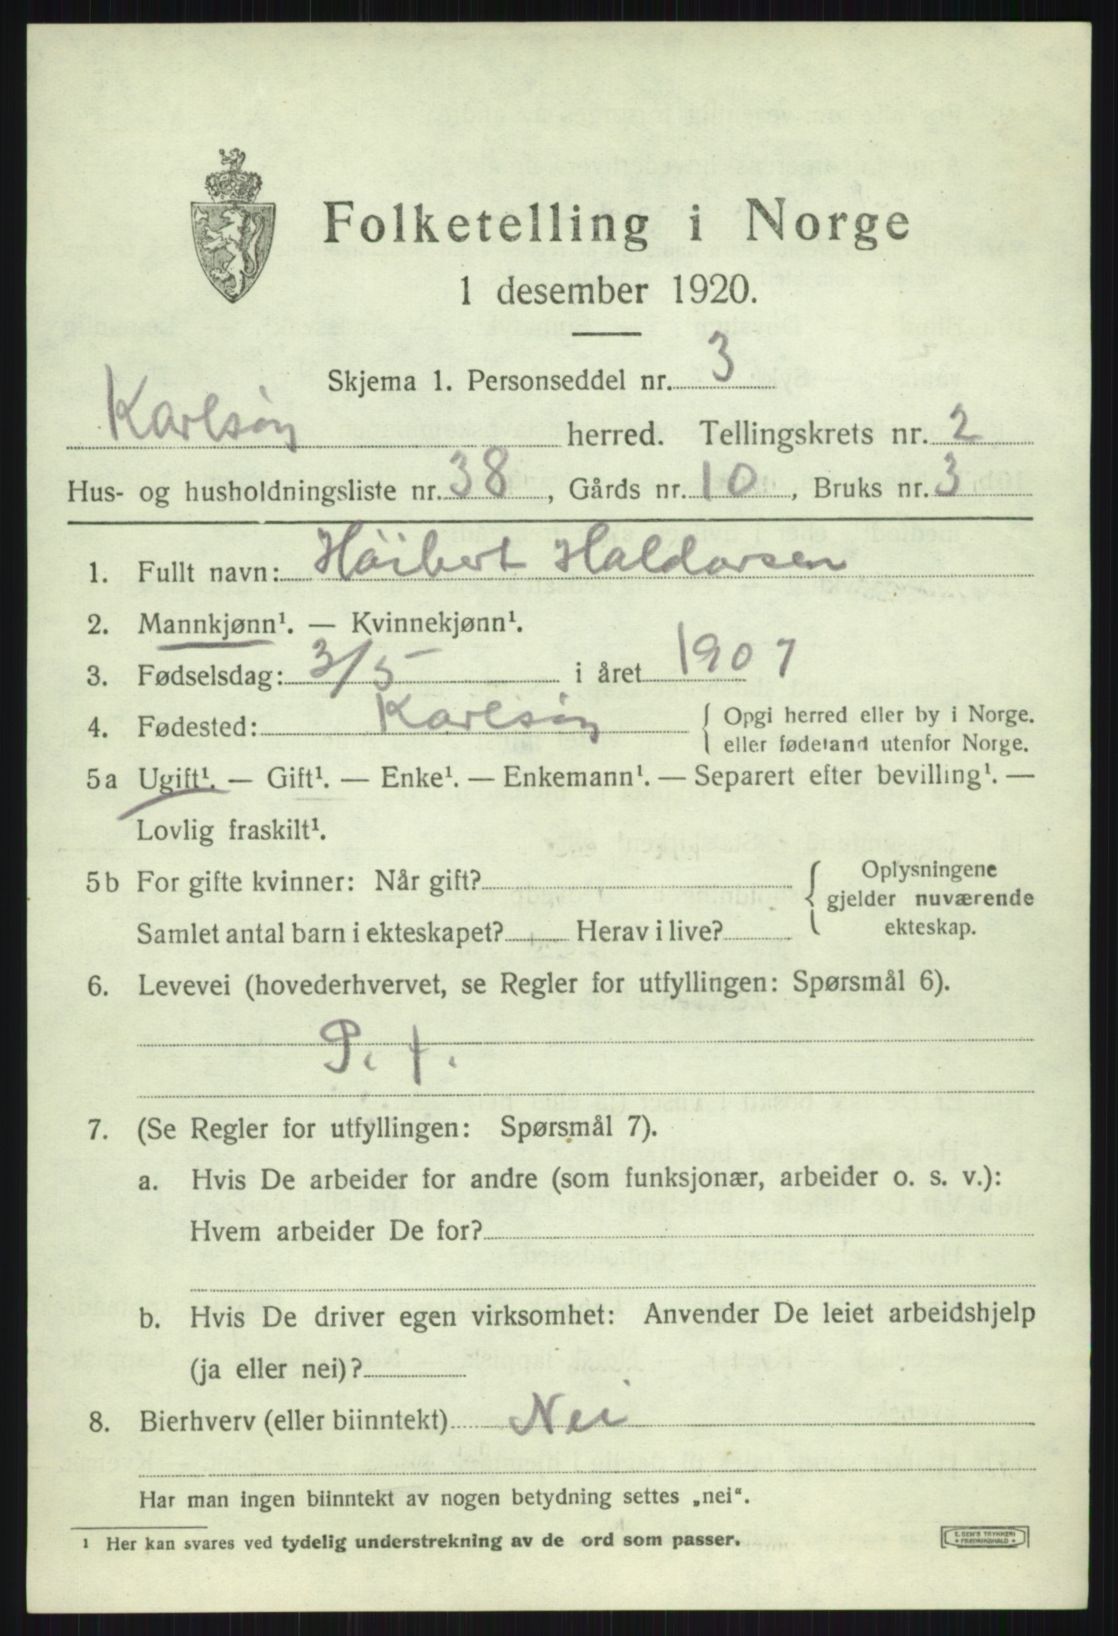 Folketelling i Norge
1 desember 1920.
Skjema 1. Personseddel nr. 3
Karlsøy herred. Tellingskrets nr. 2
Hus- og husholdningsliste nr. 38, Gårds nr. 10, Bruks nr. 3
1. Fullt navn: Håibert Haldorsen
2. Mannkjønn¹. — Kvinnekjønn¹.
3. Fødselsdag: 3/5 i året 1907
4. Fødested: Karlsøy { Opgi herred eller by i Norge.
eller fødeland utenfor Norge.
5a Ugift¹. — Gift¹. — Enke¹. — Enkemann¹. — Separert efter bevilling¹. —
Lovlig fraskilt¹.
5b For gifte kvinner: Når gift? { Oplysningene
gjelder nuværende
Samlet antal barn i ekteskapet? Herav i live? ekteskap.
6. Levevei (hovederhvervet, se Regler for utfyllingen: Spørsmål 6).
P. f.
7. (Se Regler for utfyllingen: Spørsmål 7).
a. Hvis De arbeider for andre (som funksjonær, arbeider o. s. v.):
Hvem arbeider De for?
b. Hvis De driver egen virksomhet: Anvender De leiet arbeidshjelp
(ja eller nei)?
8. Bierhverv (eller biinntekt) Nei
Har man ingen biinntekt av nogen betydning settes „nei“.
¹ Her kan svares ved tydelig understrekning av de ord som passer.